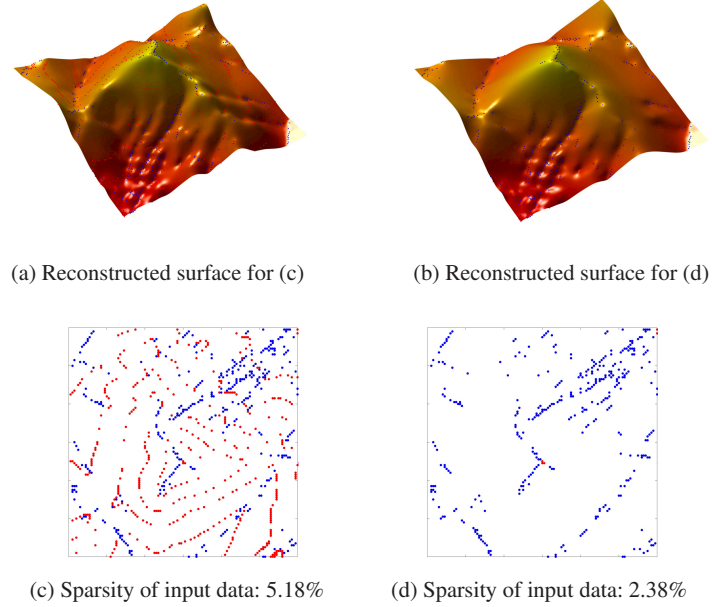 (a) Reconstructed surface for (c)
(b) Reconstructed surface for (d)
(c) Sparsity of input data: 5.18%
(d) Sparsity of input data: 2.38%